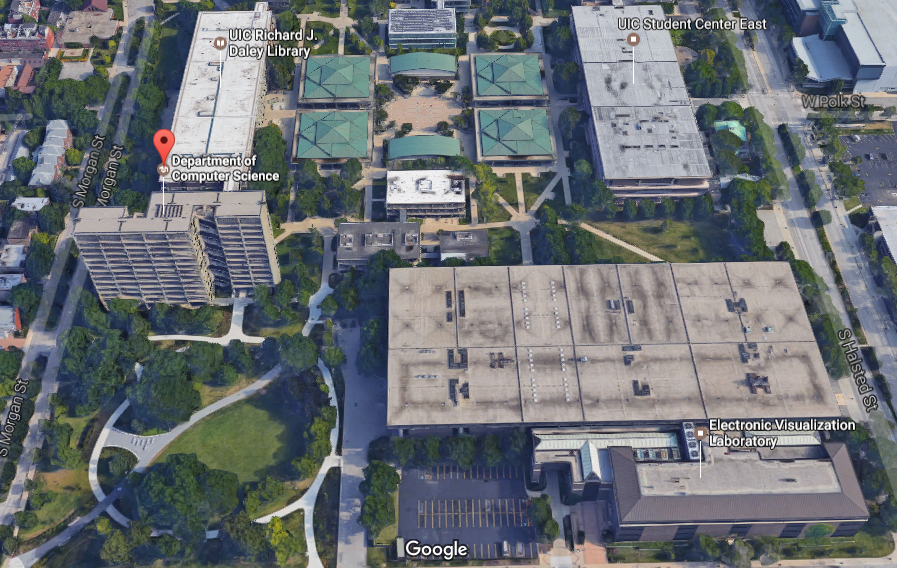 UIC Richard J.
Daley Library
UIC Student Center East
W Polk St
S Morgan St
Morgan St
Department of
Computer Science
S Halsted St
S Morgan St
Electronic Visualization
Laboratory
Google